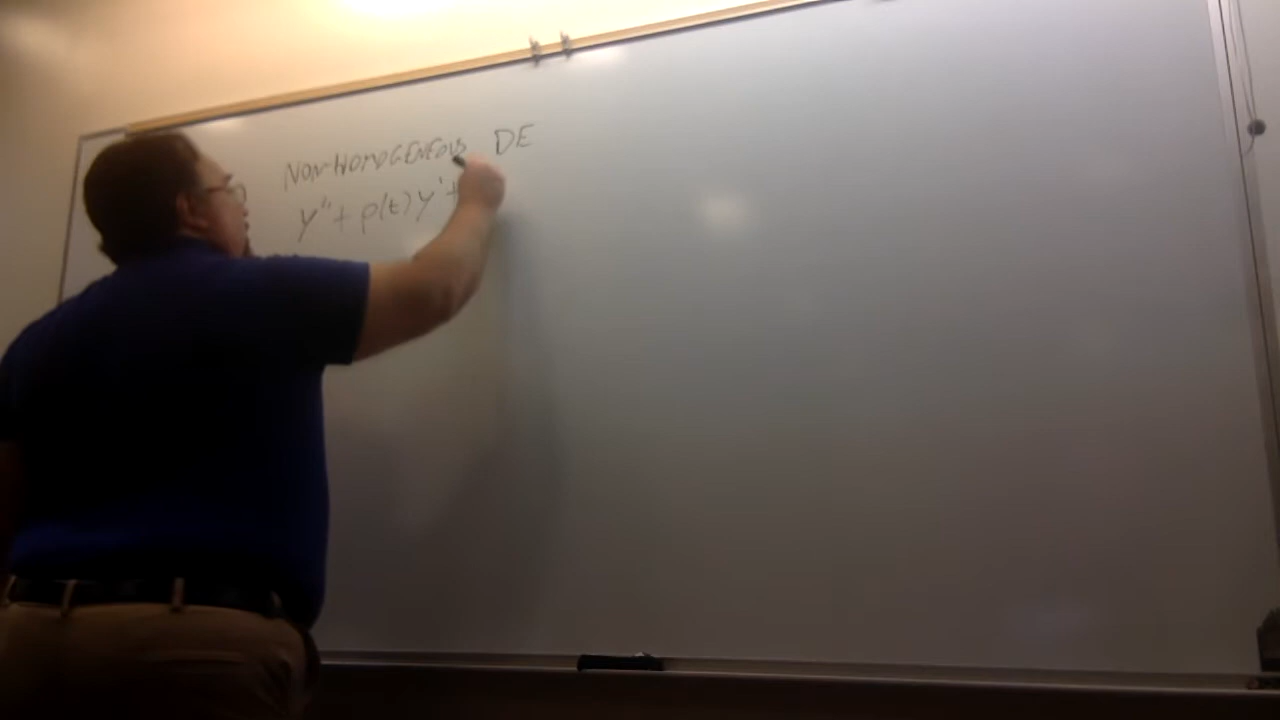 NON-HOMOGENEOUS DE
y'' + p(t)y' +